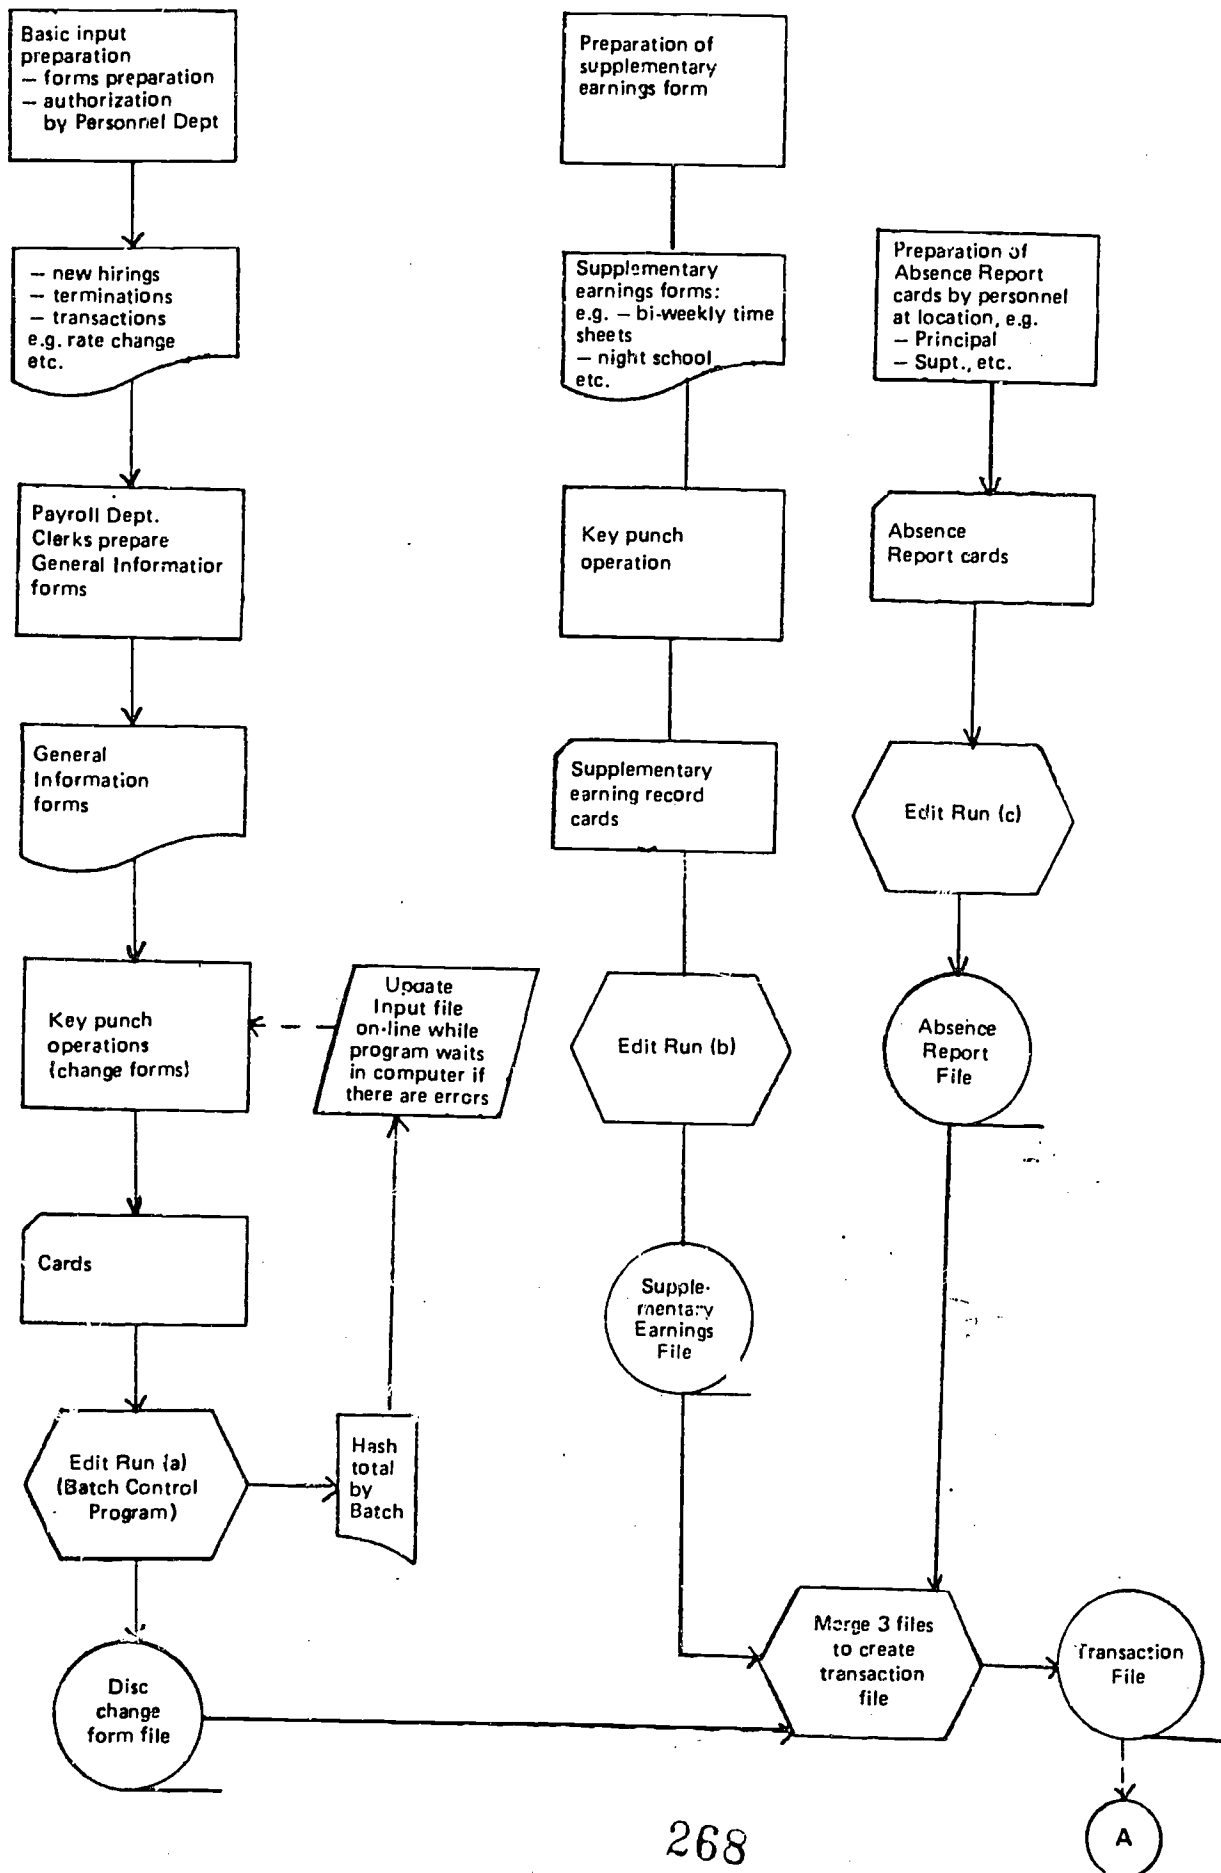 Basic input
preparation
— forms preparation
— authorization
by Personnel Dept
— new hirings
— terminations
— transactions
e.g. rate change
etc.
Payroll Dept.
Clerks prepare
General Information
forms
General
Information
forms
Key punch
operations
(change forms)
Update
Input file
on-line while
program waits
in computer if
there are errors
Cards
Edit Run (a)
(Batch Control
Program)
Hash
total
by
Batch
Disc
change
form file
Preparation of
supplementary
earnings form
Supplementary
earnings forms:
e.g. — bi-weekly time
sheets
— night school
etc.
Key punch
operation
Supplementary
earning record
cards
Edit Run (b)
Supple-
mentary
Earnings
File
Preparation of
Absence Report
cards by personnel
at location, e.g.
— Principal
— Supt., etc.
Absence
Report cards
Edit Run (c)
Absence
Report
File
Merge 3 files
to create
transaction
file
Transaction
File
A
268